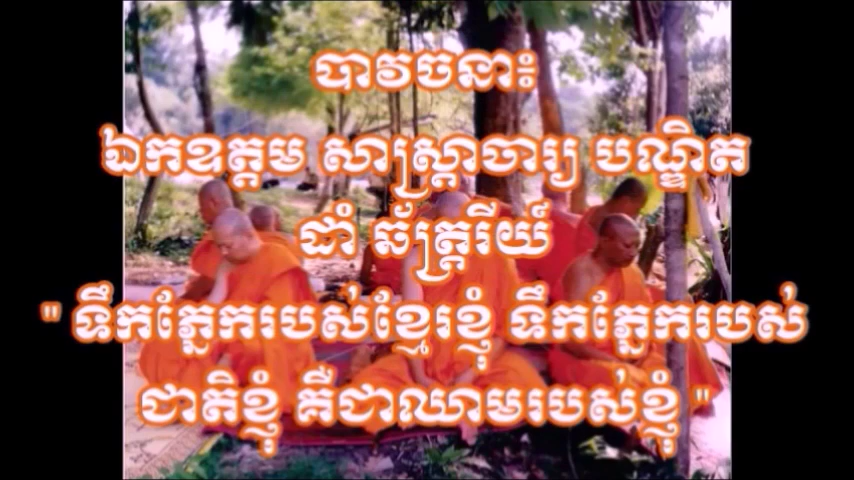 បាវចនា៖
ឯកឧត្តម សាស្ត្រាចារ្យ បណ្ឌិត
ដាំ ឆ័ត្រ្តរីយ៍
" ទឹកភ្នែករបស់ខ្មែរខ្ញុំ ទឹកភ្នែករបស់
ជាតិខ្ញុំ គឺជាឈាមរបស់ខ្ញុំ "